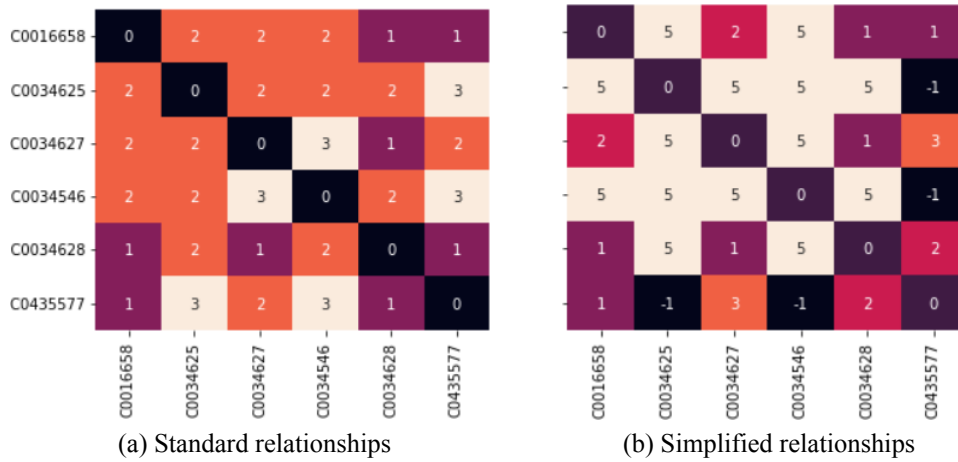 C0016658 0 2 2 2 1 1
C0034625 2 0 2 2 2 3
C0034627 2 2 0 3 1 2
C0034546 2 2 3 0 2 3
C0034628 1 2 1 2 0 1
C0435577 1 3 2 3 1 0
C0016658 C0034625 C0034627 C0034546 C0034628 C0435577
(a) Standard relationships
0 5 2 5 1 1
5 0 5 5 5 -1
2 5 0 5 1 3
5 5 5 0 5 -1
1 5 1 5 0 2
1 -1 3 -1 2 0
C0016658 C0034625 C0034627 C0034546 C0034628 C0435577
(b) Simplified relationships